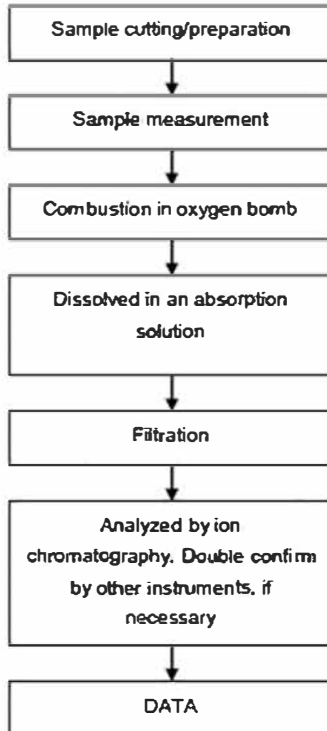 Sample cutting/preparation
Sample measurement
Combustion in oxygen bomb
Dissolved in an absorption
solution
Filtration
Analyzed by ion
chromatography. Double confirm
by other instruments, if
necessary
DATA